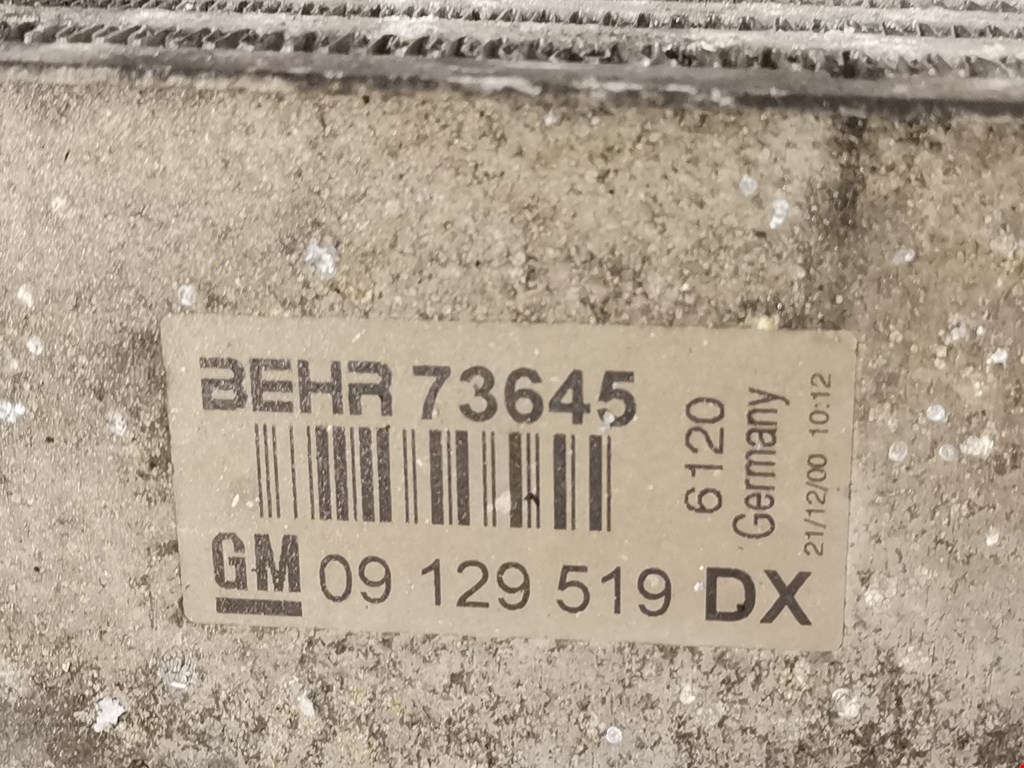 BEHR 73645
GM 09 129 519 DX
6120
Germany
21/12/00 10:12